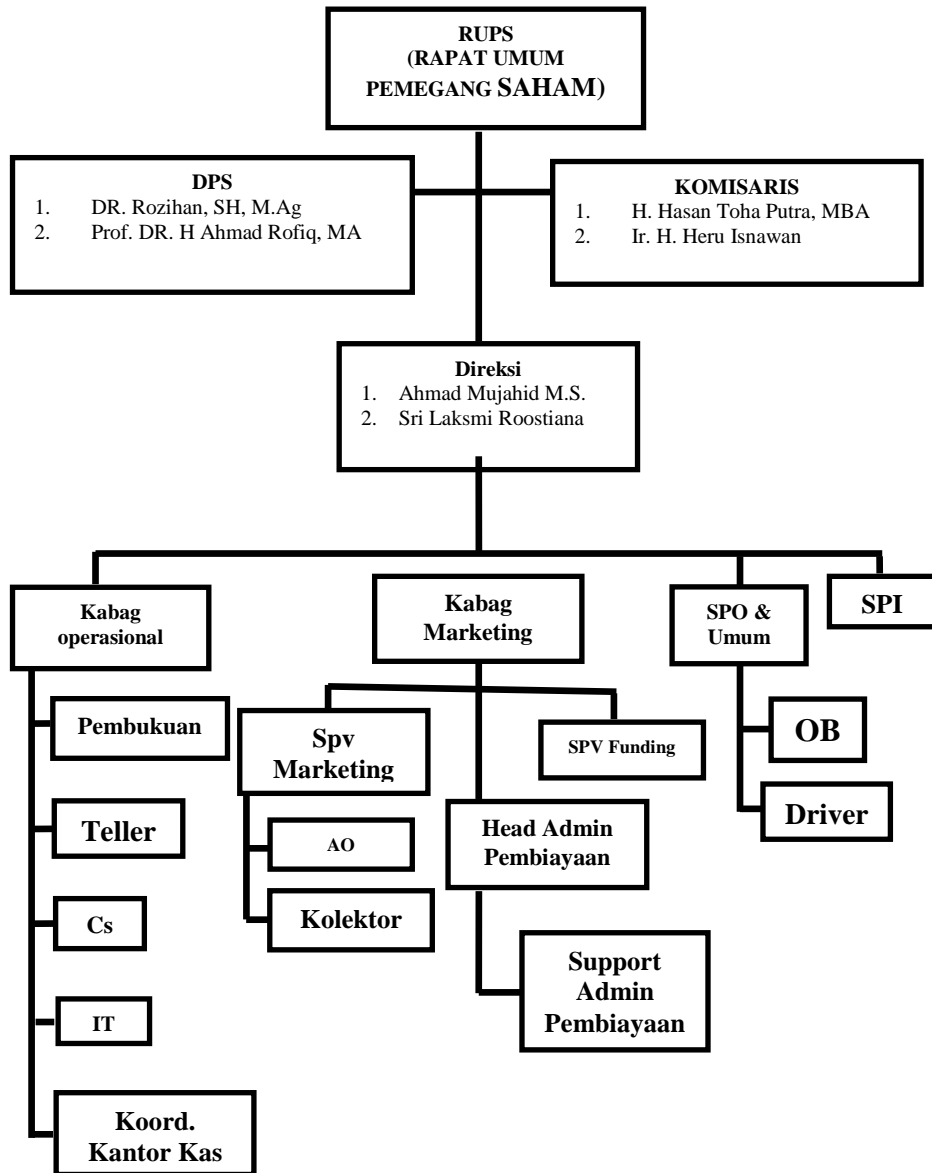 RUPS
(RAPAT UMUM
PEMEGANG SAHAM)
DPS
1. DR. Rozihan, SH, M.Ag
2. Prof. DR. H Ahmad Rofiq, MA
KOMISARIS
1. H. Hasan Toha Putra, MBA
2. Ir. H. Heru Isnawan
Direksi
1. Ahmad Mujahid M.S.
2. Sri Laksmi Roostiana
Kabag
operasional
Kabag
Marketing
SPO &
Umum
SPI
Pembukuan
Teller
Cs
IT
Koord.
Kantor Kas
Spv
Marketing
AO
Kolektor
SPV Funding
Head Admin
Pembiayaan
Support
Admin
Pembiayaan
OB
Driver